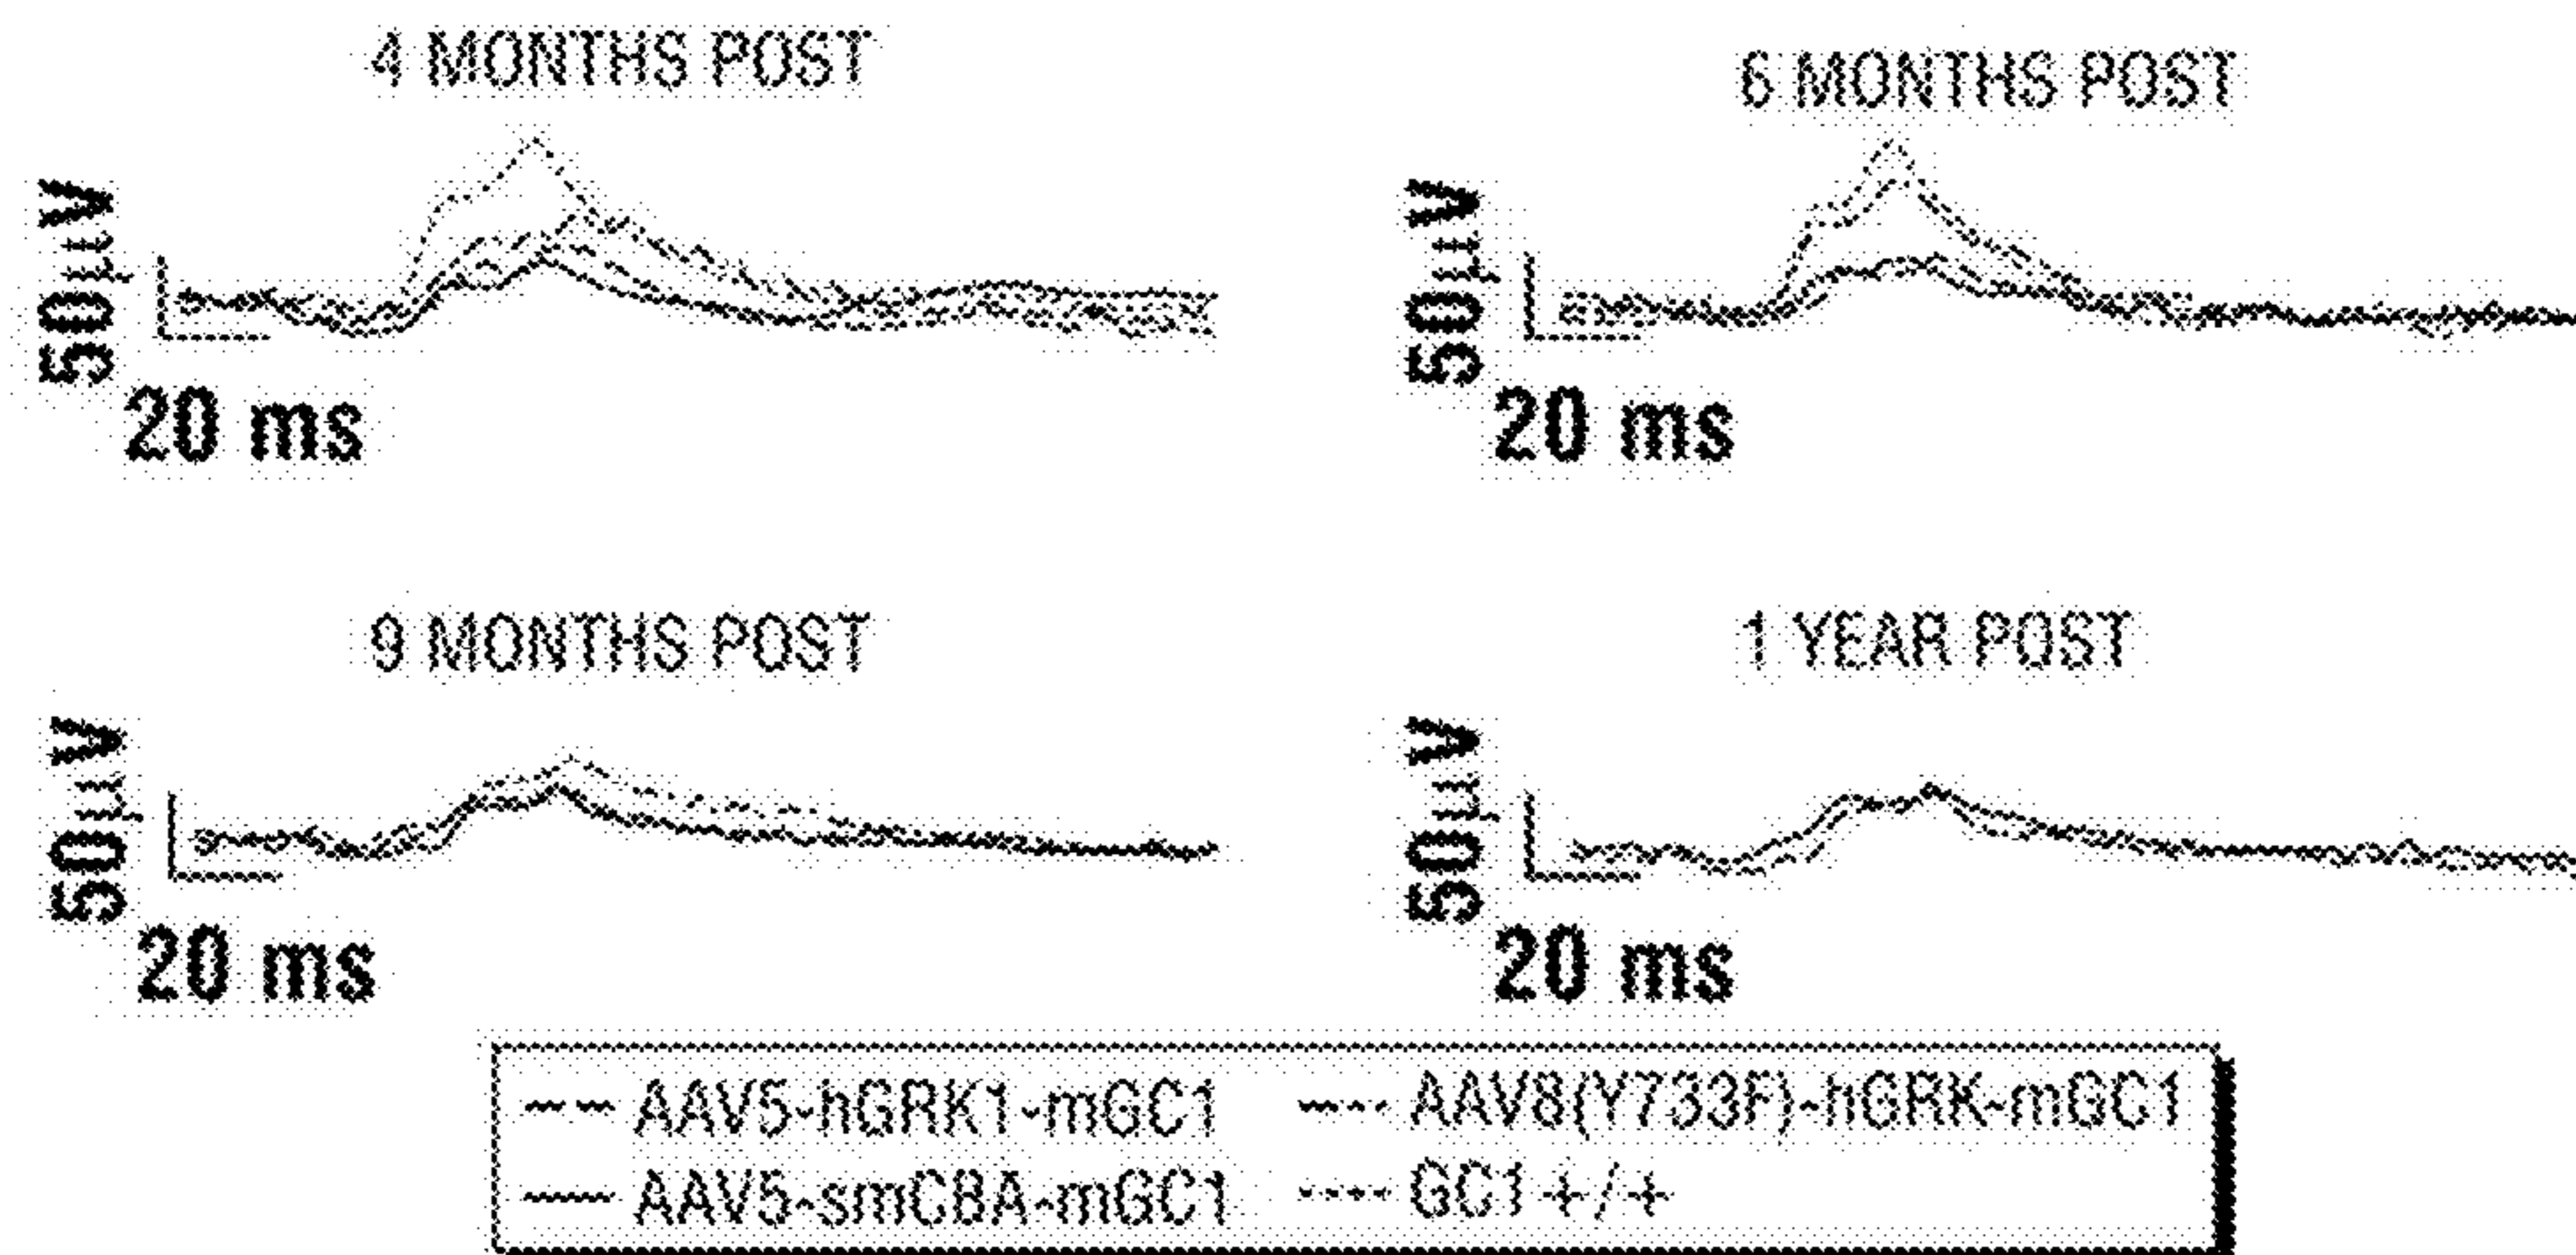 4 MONTHS POST
6 MONTHS POST
50µV
20 ms
50µV
20 ms
9 MONTHS POST
1 YEAR POST
50µV
20 ms
50µV
20 ms
AAV5-hGRK1-mGC1
AAV8(Y733F)-hGRK-mGC1
AAV5-smCBA-mGC1
GC1+/+